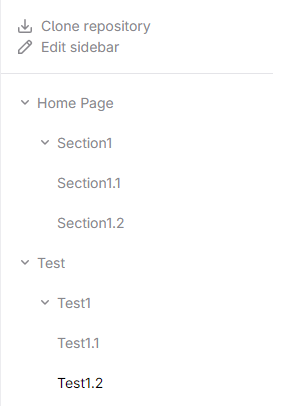 Clone repository
Edit sidebar
Home Page
Section1
Section1.1
Section1.2
Test
Test1
Test1.1
Test1.2